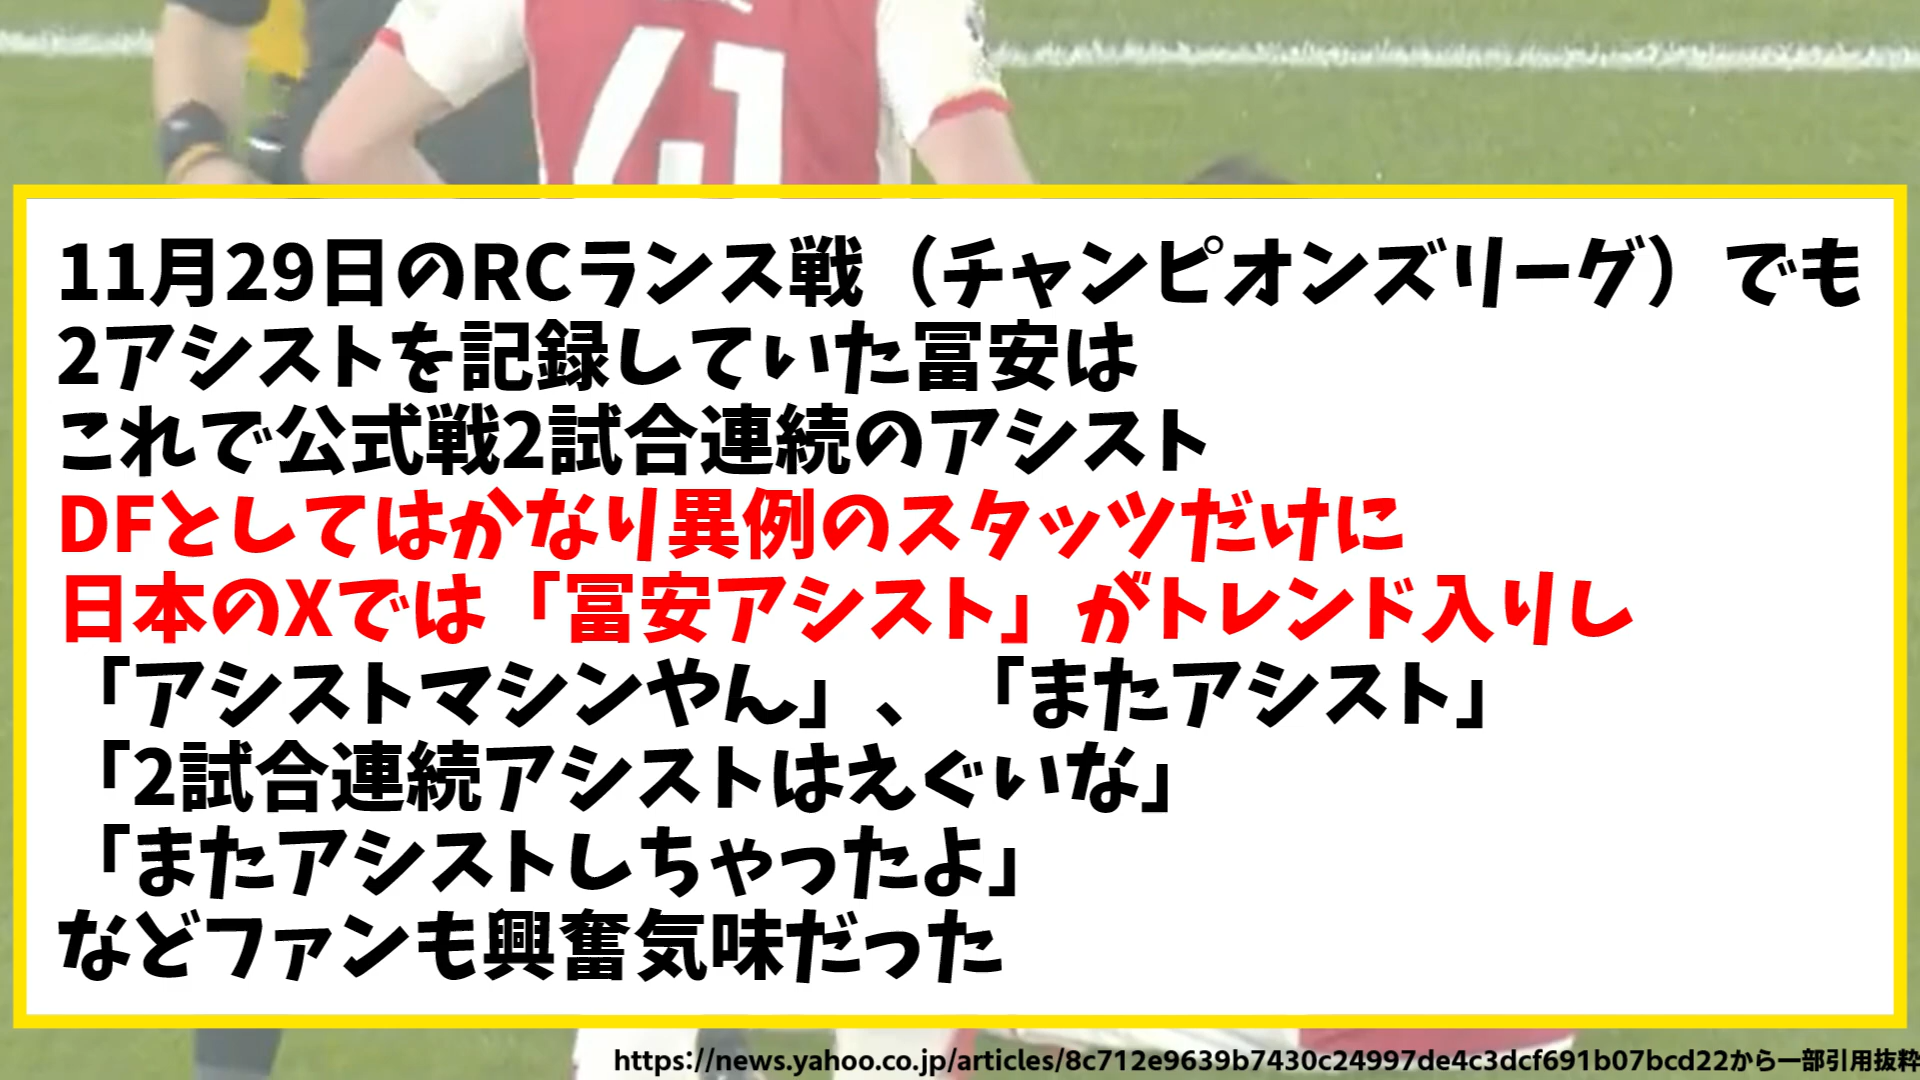 41
11月29日のRCランス戦（チャンピオンズリーグ）でも
2アシストを記録していた冨安は
これで公式戦2試合連続のアシスト
DFとしてはかなり異例のスタッツだけに
日本のXでは「冨安アシスト」がトレンド入りし
「アシストマシンやん」、「またアシスト」
「2試合連続アシストはえぐいな」
「またアシストしちゃったよ」
などファンも興奮気味だった
https://news.yahoo.co.jp/articles/8c712e9639b7430c24997de4c3dcf691b07bcd22から一部引用抜粋